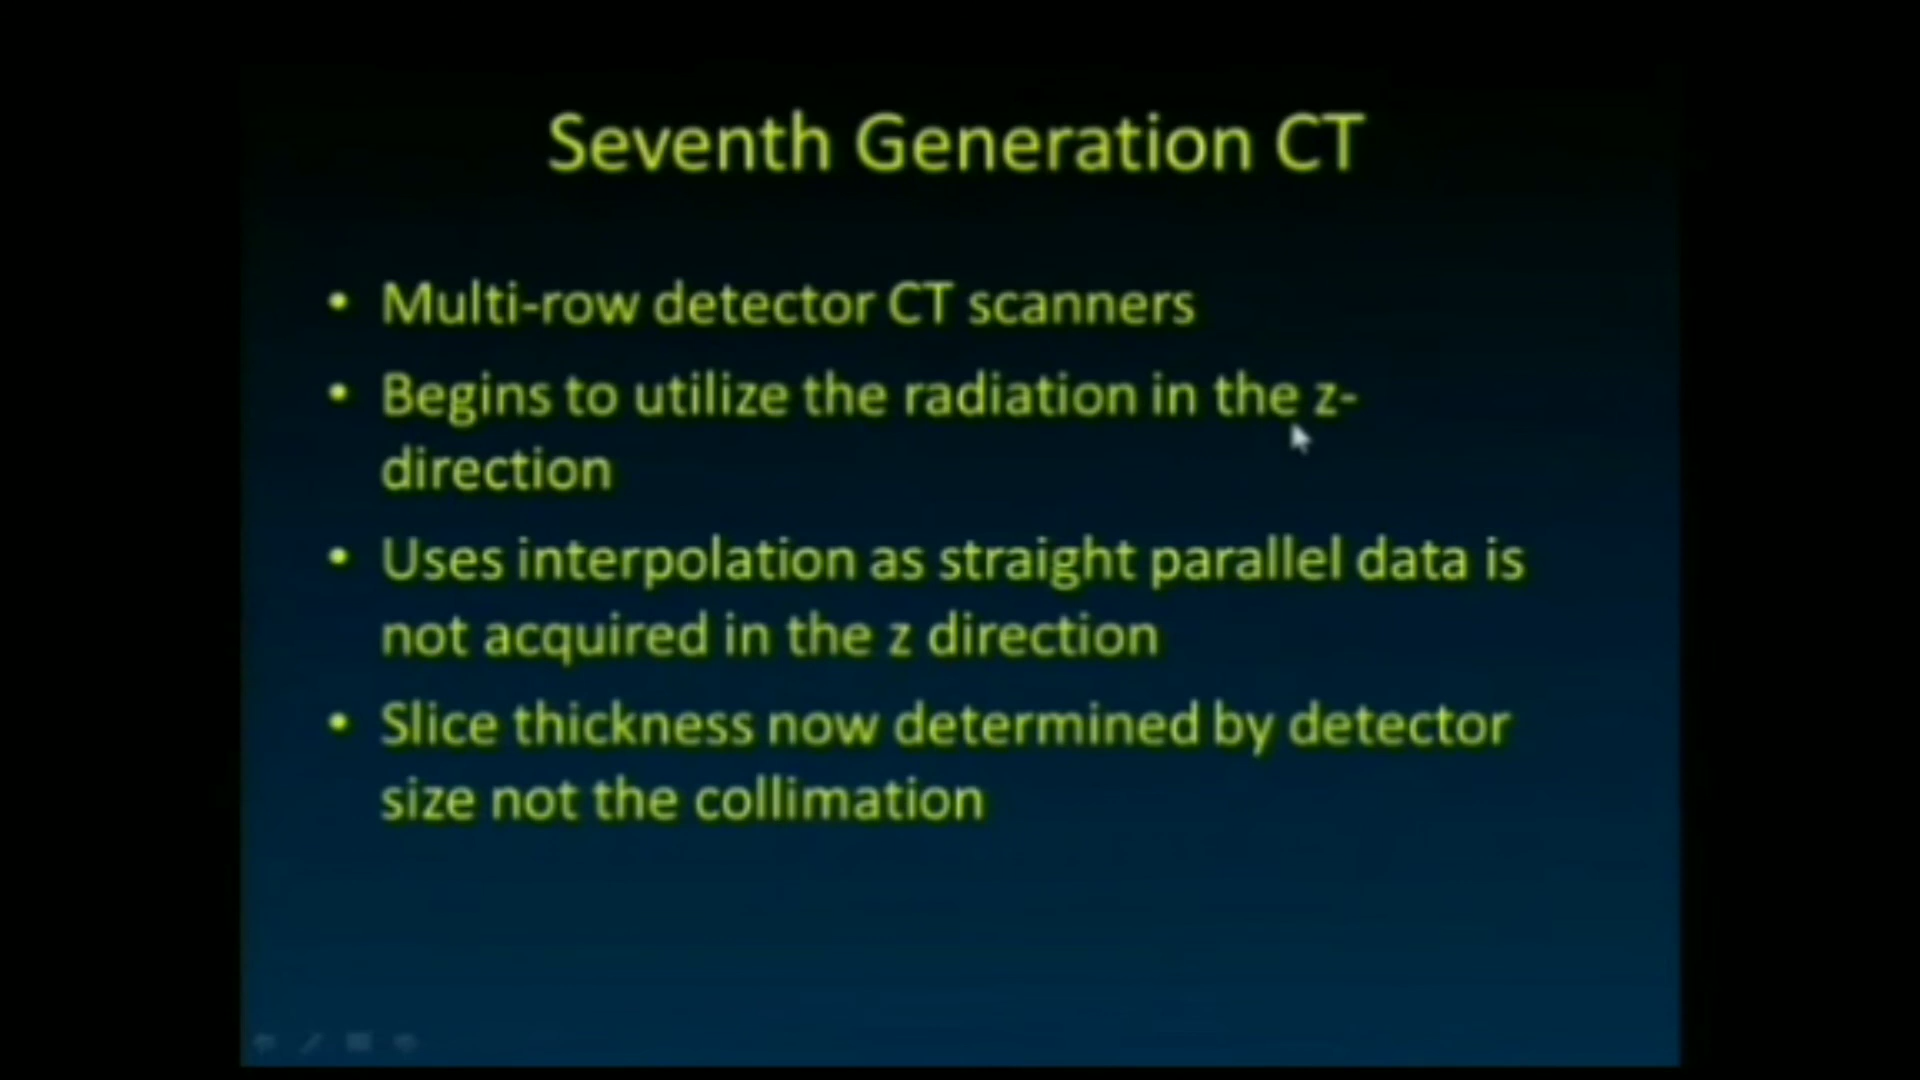 Seventh Generation CT
• Multi-row detector CT scanners
• Begins to utilize the radiation in the z-
direction
• Uses interpolation as straight parallel data is
not acquired in the z direction
• Slice thickness now determined by detector
size not the collimation